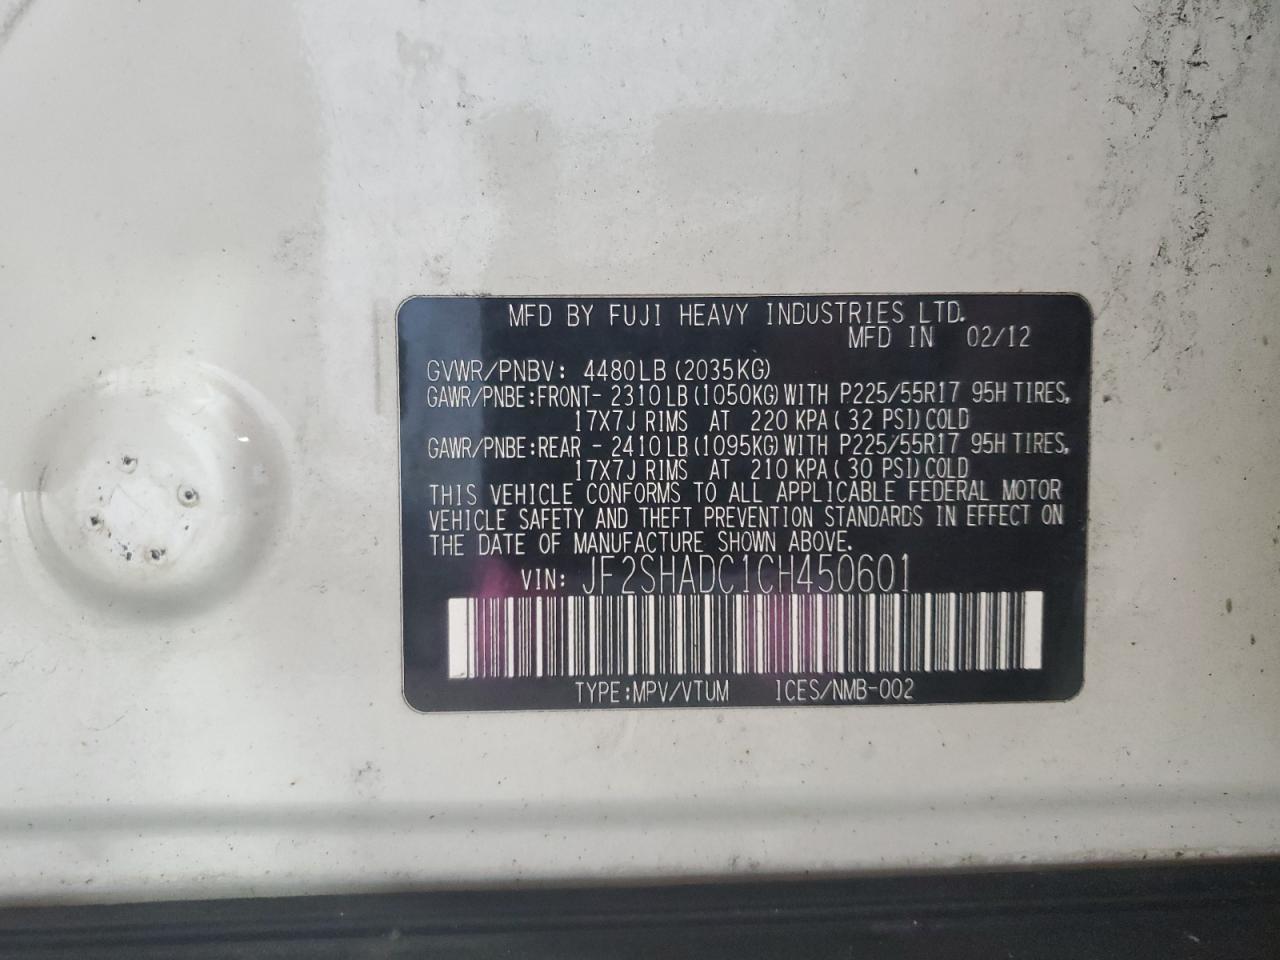 MFD BY FUJI HEAVY INDUSTRIES LTD.
MFD IN 02/12
GVWR/PNBV: 4480LB(2035KG)
GAWR/PNBE:FRONT- 2310LB(1050KG)WITH P225/55R17 95H TIRES,
17X7J RIMS AT 220 KPA(32 PSI)COLD
GAWR/PNBE:REAR - 2410LB(1095KG)WITH P225/55R17 95H TIRES,
17X7J RIMS AT 210 KPA(30 PSI)COLD
THIS VEHICLE CONFORMS TO ALL APPLICABLE FEDERAL MOTOR
VEHICLE SAFETY AND THEFT PREVENTION STANDARDS IN EFFECT ON
THE DATE OF MANUFACTURE SHOWN ABOVE.
VIN: JF2SHADC1CH450601
TYPE:MPV/VTUM ICES/NMB-002